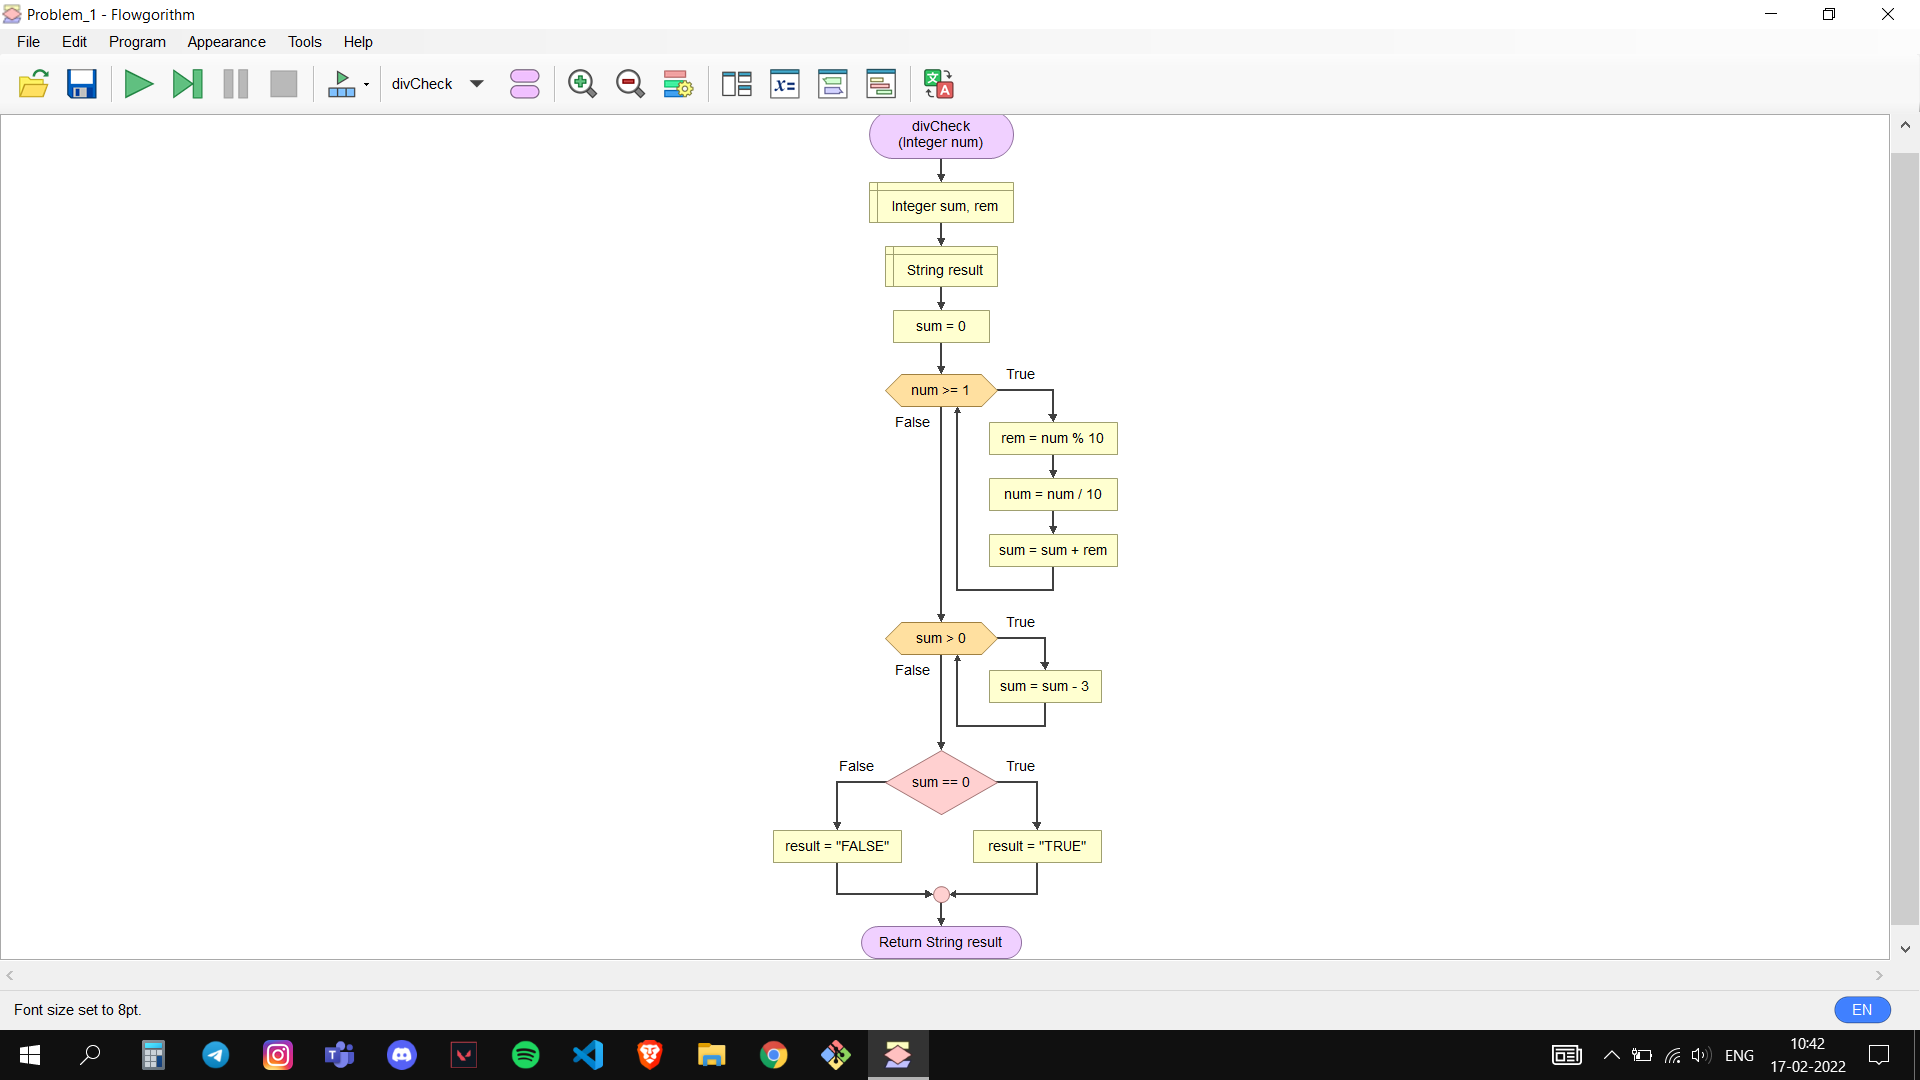 Problem_1 - Flowgorithm
File Edit Program Appearance Tools Help
divCheck
divCheck
(Integer num)
Integer sum, rem
String result
sum = 0
num >= 1
True
False
rem = num % 10
num = num / 10
sum = sum + rem
sum > 0
True
False
sum = sum - 3
False
sum == 0
True
result = "FALSE"
result = "TRUE"
Return String result
Font size set to 8pt.
EN
ENG
10:42
17-02-2022